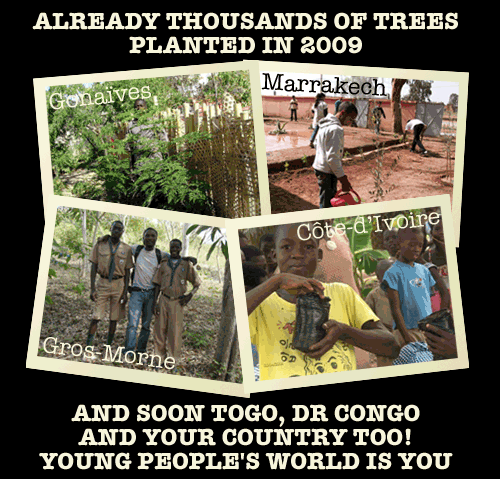 ALREADY THOUSANDS OF TREES
PLANTED IN 2009
Gonaïves
Marrakech
Côte-d'Ivoire
Gros-Morne
AND SOON TOGO, DR CONGO
AND YOUR COUNTRY TOO!
YOUNG PEOPLE'S WORLD IS YOU